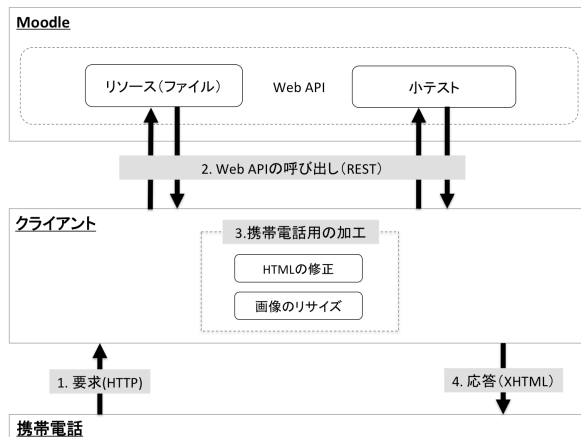 Moodle
リソース(ファイル) Web API 小テスト
2. Web APIの呼び出し(REST)
クライアント
3.携帯電話用の加工
HTMLの修正
画像のリサイズ
1. 要求(HTTP)
4. 応答(XHTML)
携帯電話